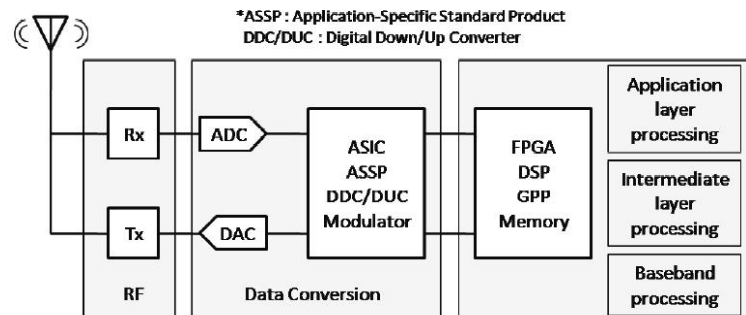 *ASSP : Application-Specific Standard Product
DDC/DUC : Digital Down/Up Converter
Rx
ADC
ASIC
ASSP
DDC/DUC
Modulator
FPGA
DSP
GPP
Memory
Application
layer
processing
Intermediate
layer
processing
Tx
DAC
Baseband
processing
RF
Data Conversion